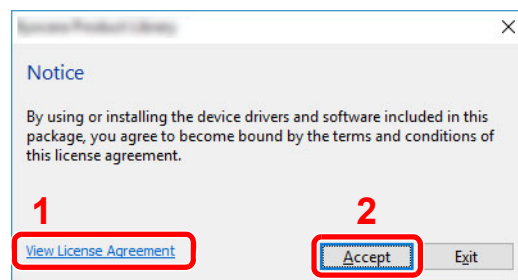 Notice
By using or installing the device drivers and software included in this
package, you agree to become bound by the terms and conditions of
this license agreement.
1
2
View License Agreement
Accept
Exit